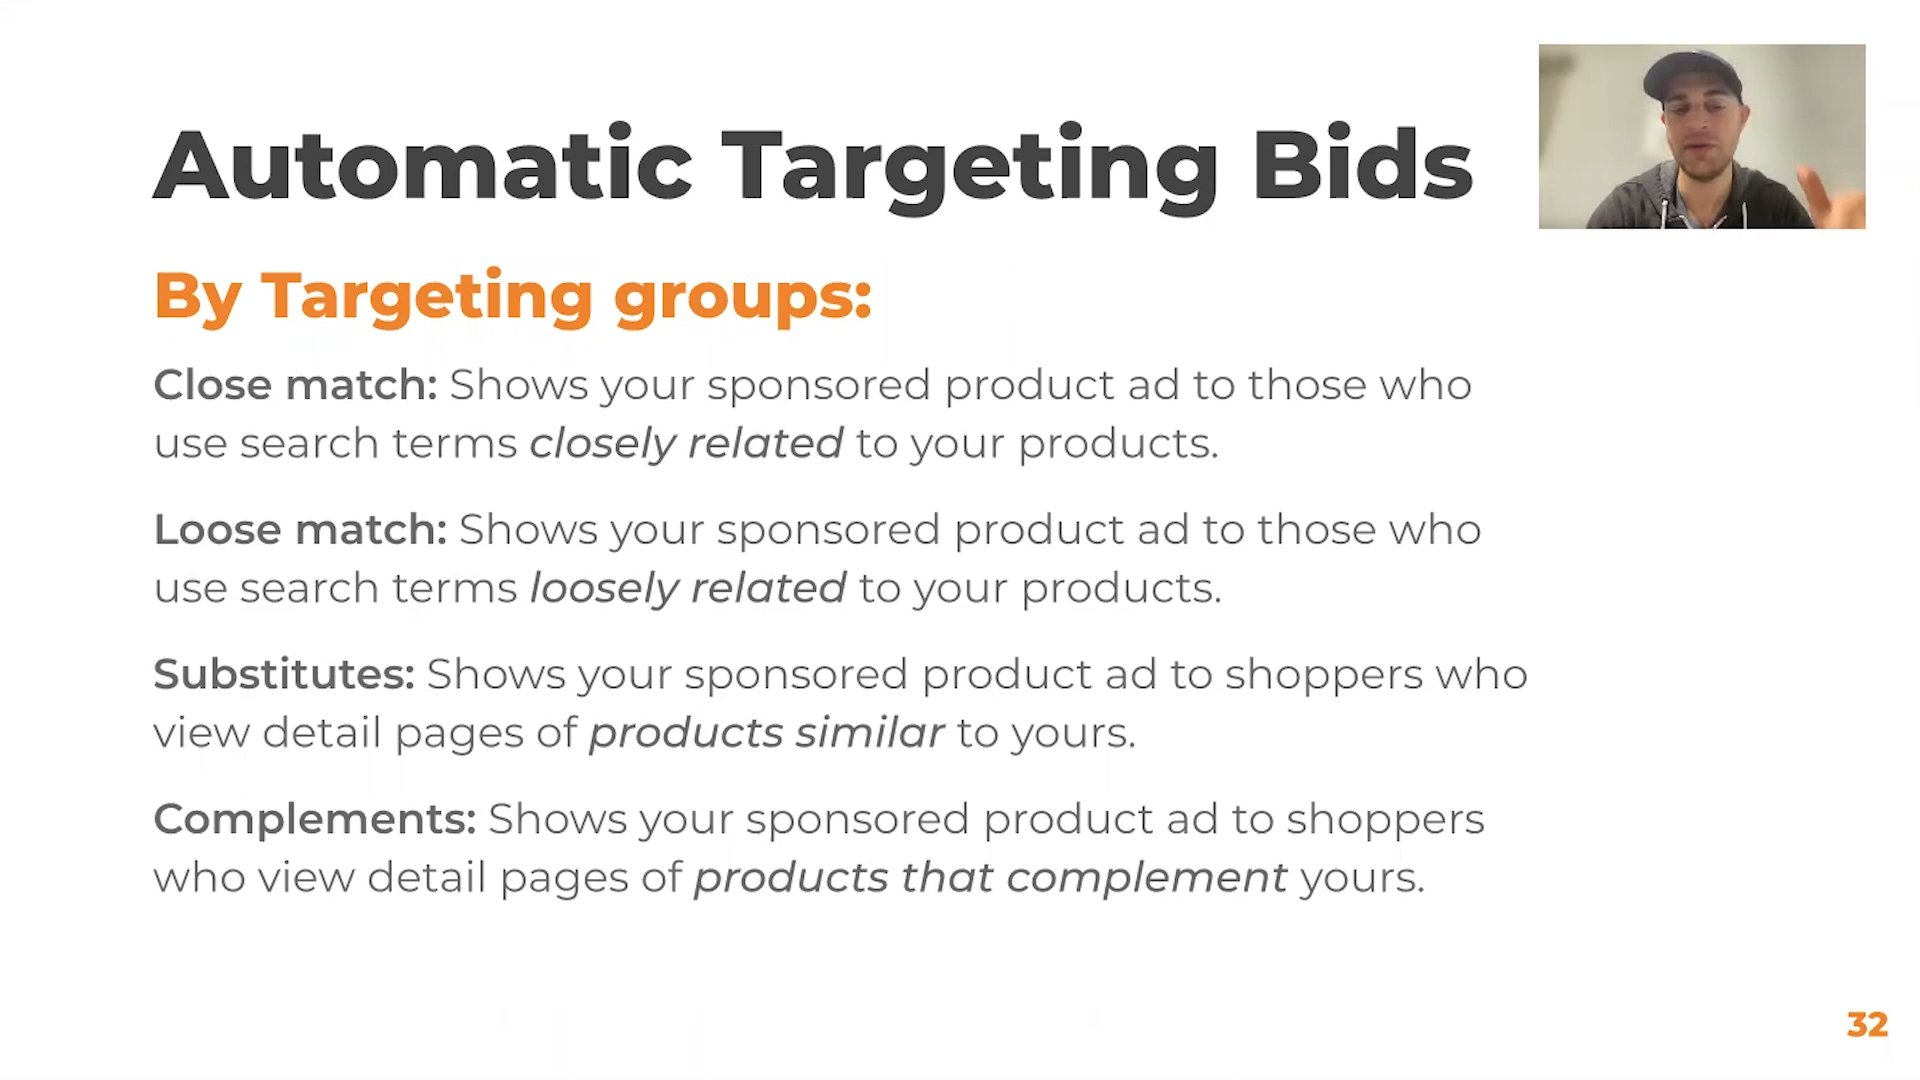 Automatic Targeting Bids
By Targeting groups:
Close match: Shows your sponsored product ad to those who
use search terms closely related to your products.
Loose match: Shows your sponsored product ad to those who
use search terms loosely related to your products.
Substitutes: Shows your sponsored product ad to shoppers who
view detail pages of products similar to yours.
Complements: Shows your sponsored product ad to shoppers
who view detail pages of products that complement yours.
32